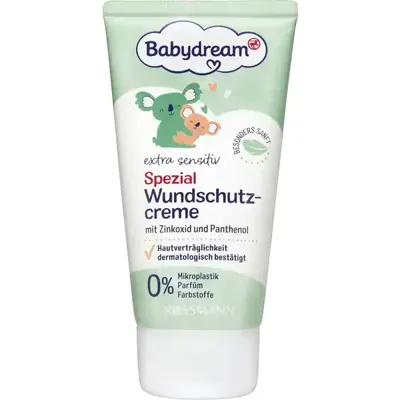 Babydream
BESONDERS SANFT
extra sensitiv
Spezial
Wundschutz-
creme
mit Zinkoxid und Panthenol
✓ Hautverträglichkeit
dermatologisch bestätigt
0% Mikroplastik
Parfüm
Farbstoffe
ROSSMANN